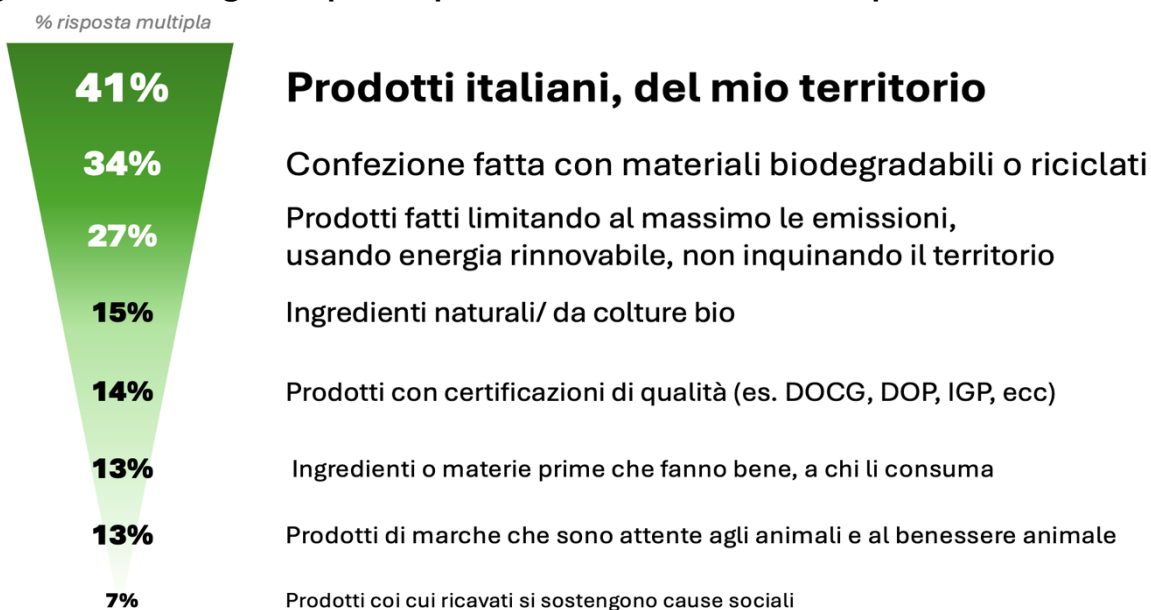 % risposta multipla
41% Prodotti italiani, del mio territorio
34% Confezione fatta con materiali biodegradabili o riciclati
27% Prodotti fatti limitando al massimo le emissioni,
usando energia rinnovabile, non inquinando il territorio
15% Ingredienti naturali/ da colture bio
14% Prodotti con certificazioni di qualità (es. DOCG, DOP, IGP, ecc)
13% Ingredienti o materie prime che fanno bene, a chi li consuma
13% Prodotti di marche che sono attente agli animali e al benessere animale
7% Prodotti coi cui ricavati si sostengono cause sociali